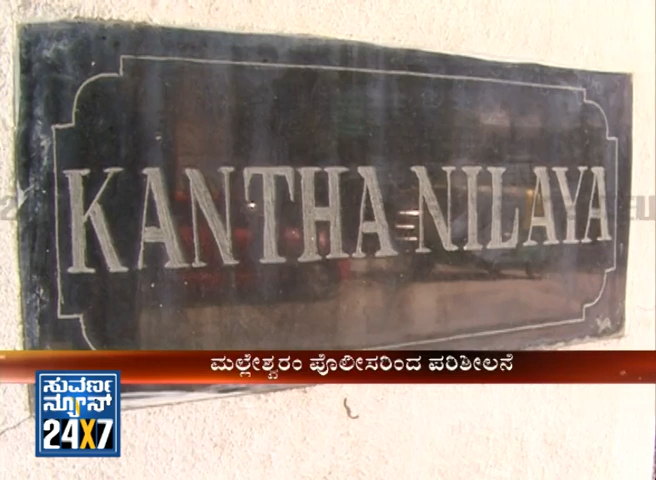 KANTHA NILAYA
ಮಲ್ಲೇಶ್ವರಂ ಪೊಲೀಸರಿಂದ ಪರಿಶೀಲನೆ
ಸುವರ್ಣ
ನ್ಯೂಸ್
24X7